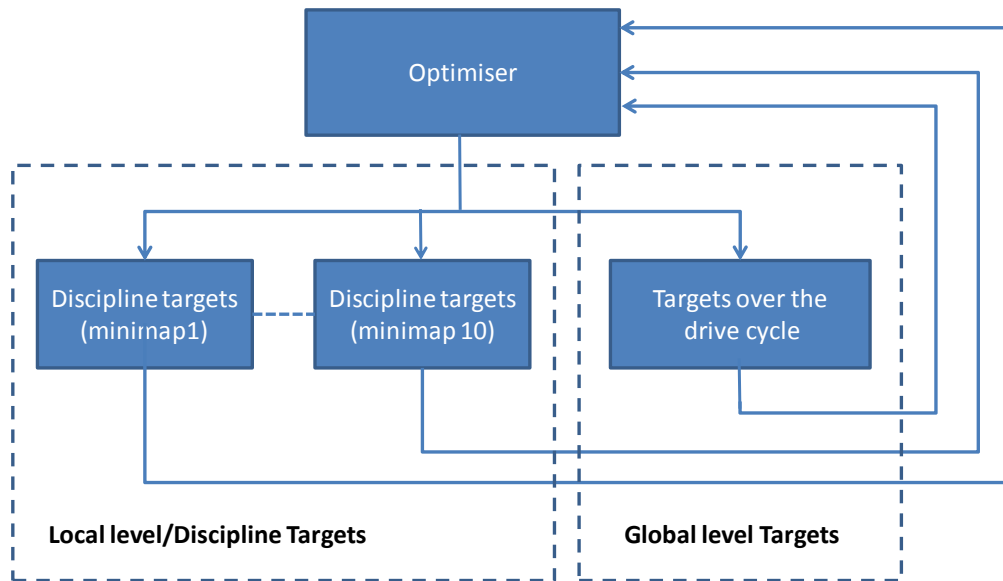 Optimiser
Discipline targets
(minimap1)
Discipline targets
(minimap 10)
Targets over the
drive cycle
Local level/Discipline Targets
Global level Targets